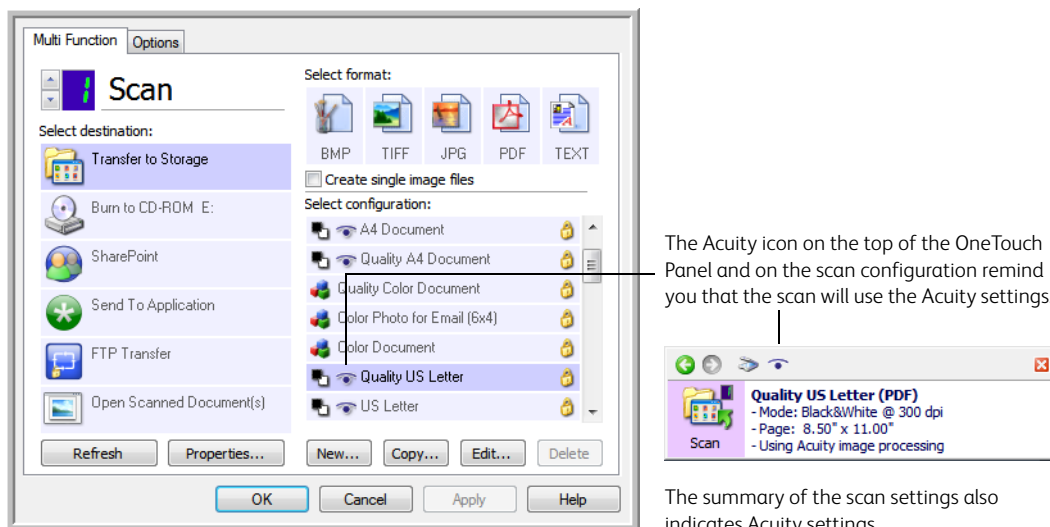 Multi Function Options
Scan
Select destination:
Transfer to Storage
Burn to CD-ROM E:
SharePoint
Send To Application
FTP Transfer
Open Scanned Document(s)
Refresh Properties...
Select format:
BMP TIFF JPG PDF TEXT
Create single image files
Select configuration:
A4 Document
Quality A4 Document
Quality Color Document
Color Photo for Email (6x4)
Color Document
Quality US Letter
US Letter
New... Copy... Edit... Delete
OK Cancel Apply Help
The Acuity icon on the top of the OneTouch
Panel and on the scan configuration remind
you that the scan will use the Acuity settings
Scan
Quality US Letter (PDF)
- Mode: Black&White @ 300 dpi
- Page: 8.50" x 11.00"
- Using Acuity image processing
The summary of the scan settings also
indicates Acuity settings